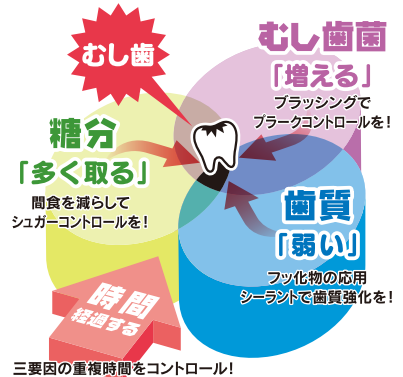 むし歯
むし歯菌
「増える」
ブラッシングで
プラークコントロールを！
糖分
「多く取る」
間食を減らして
シュガーコントロールを！
歯質
「弱い」
フッ化物の応用
シーラントで歯質強化を！
時間
経過する
三要因の重複時間をコントロール！